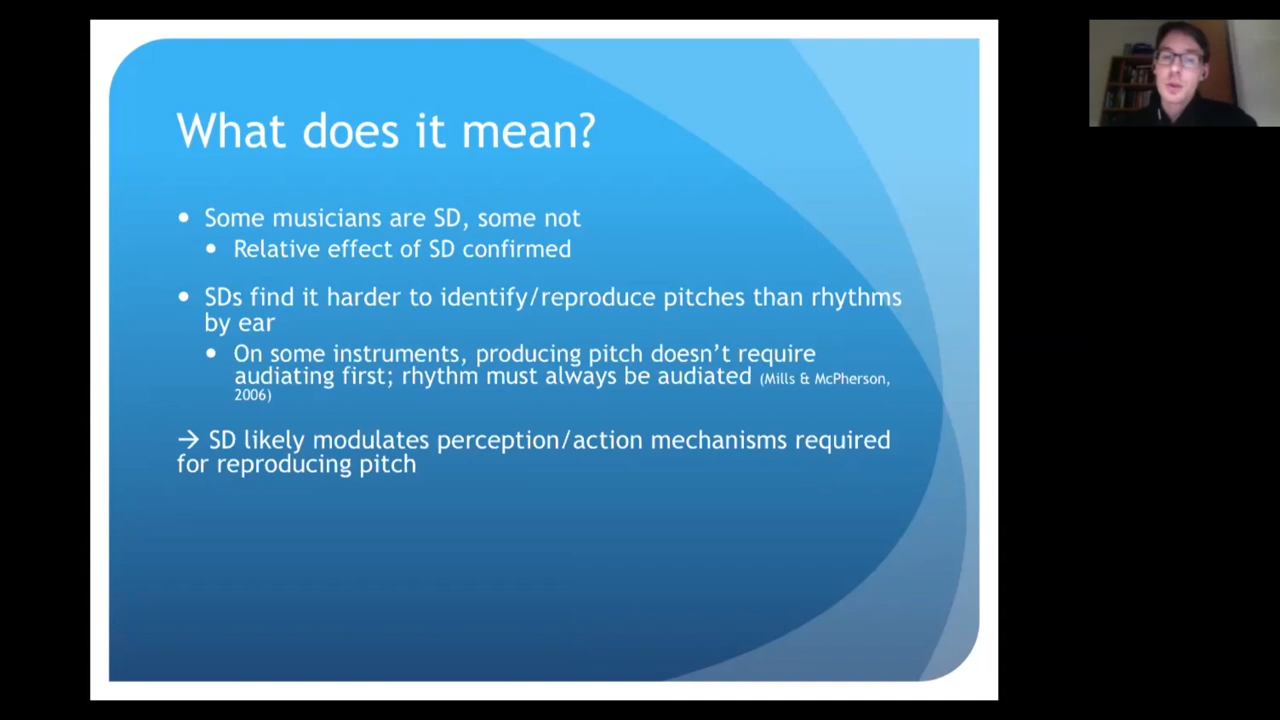 What does it mean?
• Some musicians are SD, some not
• Relative effect of SD confirmed
• SDs find it harder to identify/reproduce pitches than rhythms
by ear
• On some instruments, producing pitch doesn’t require
audiating first; rhythm must always be audiated (Mills & McPherson,
2006)
→ SD likely modulates perception/action mechanisms required
for reproducing pitch